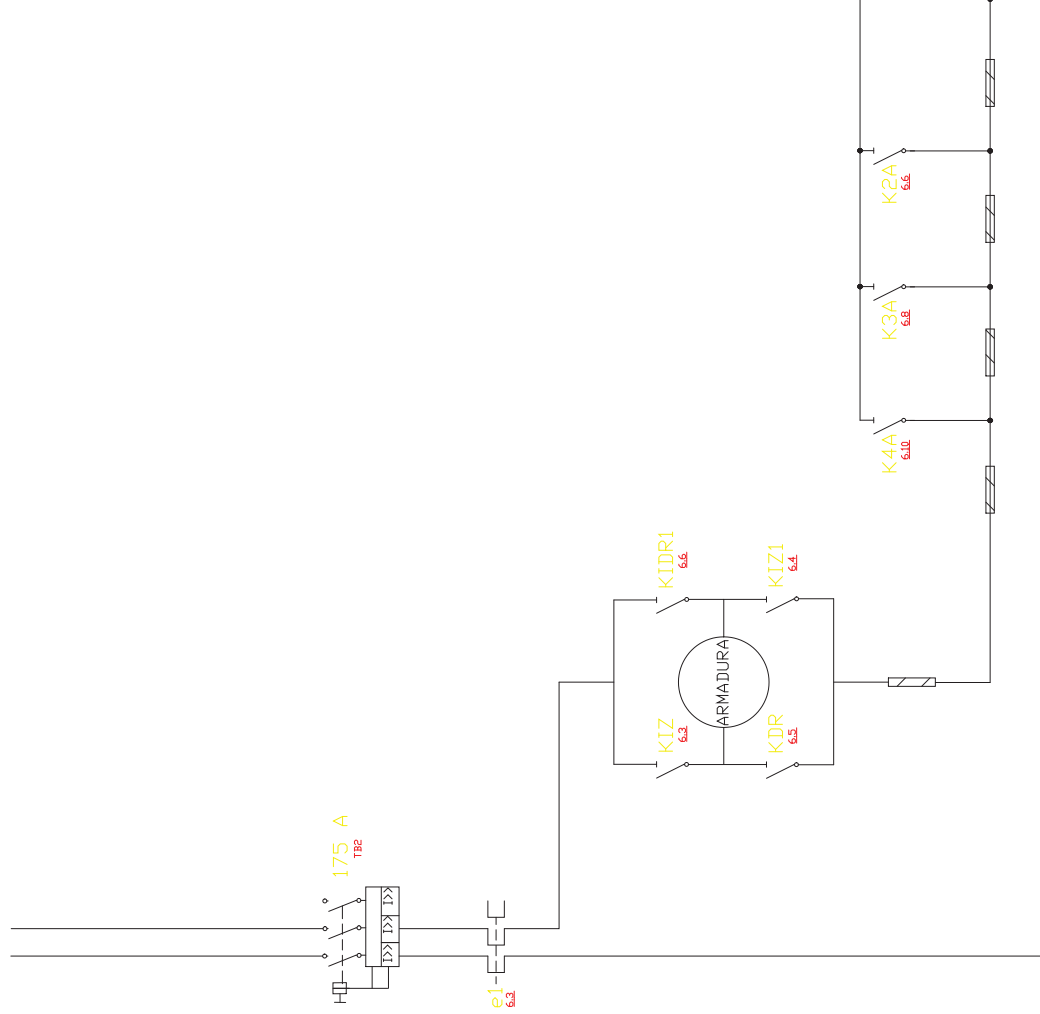 K2A
6.6
K3A
6.8
K4A
6.10
KIDR1
6.6
KIZ1
6.4
ARMADURA
KIZ
6.3
KDR
6.5
175 A
TB2
I>>
I>>
I>>
e1
6.3